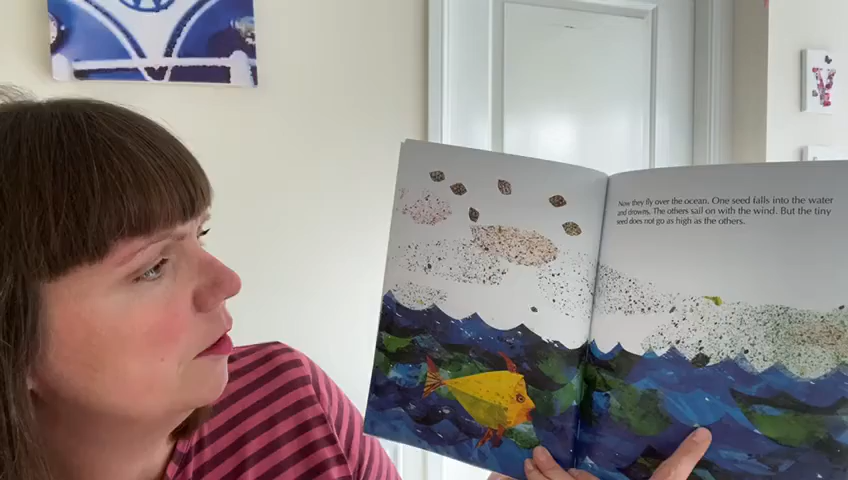 Now they fly over the ocean. One seed falls into the water
and drowns. The others sail on with the wind. But the tiny
seed does not go as high as the others.